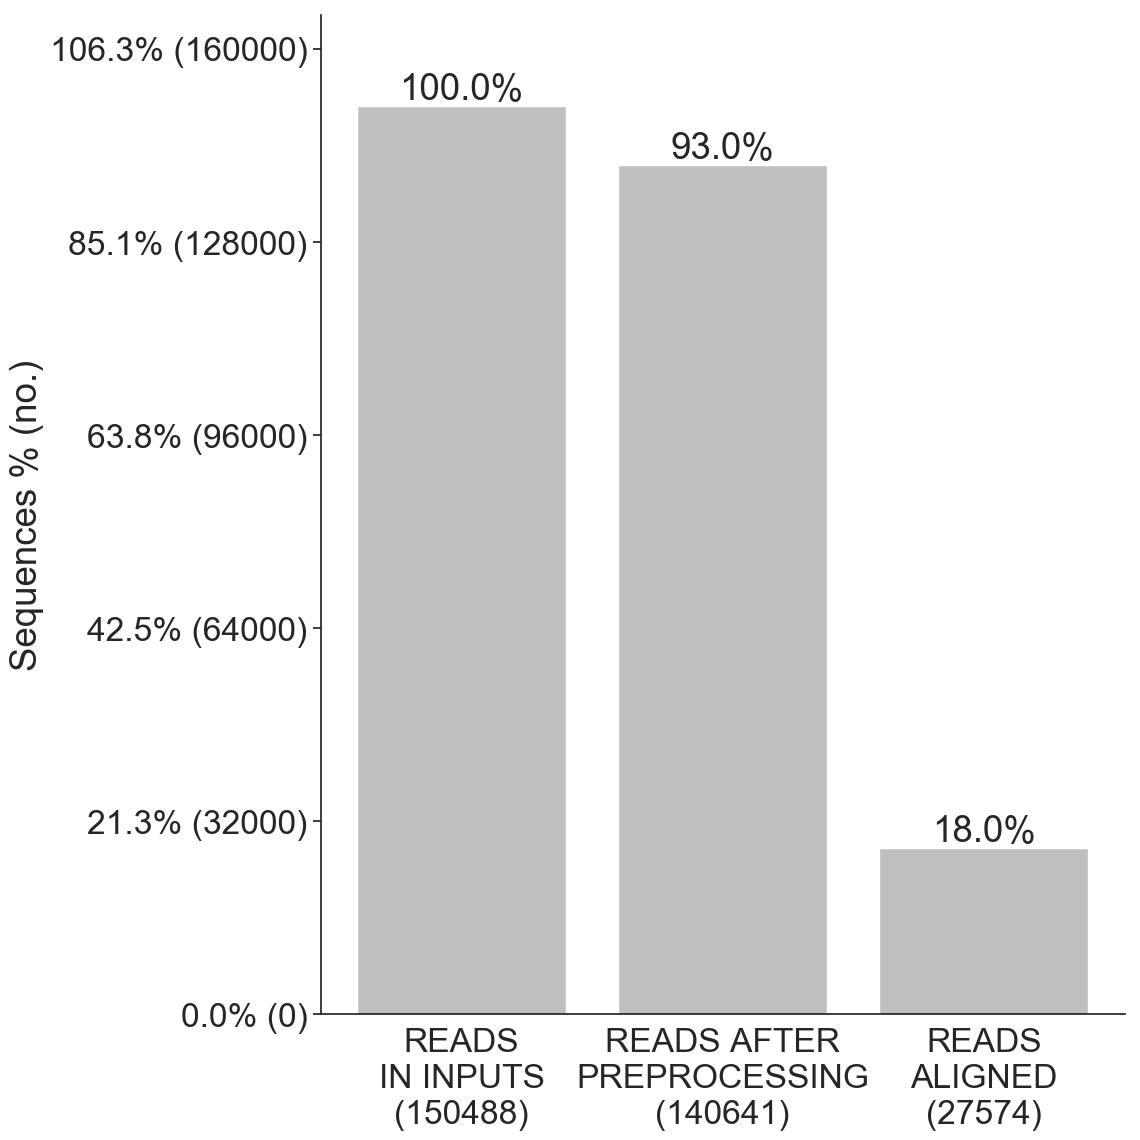 Sequences % (no.)
106.3% (160000)
85.1% (128000)
63.8% (96000)
42.5% (64000)
21.3% (32000)
0.0% (0)
100.0%
93.0%
18.0%
READS
IN INPUTS
(150488)
READS AFTER
PREPROCESSING
(140641)
READS
ALIGNED
(27574)